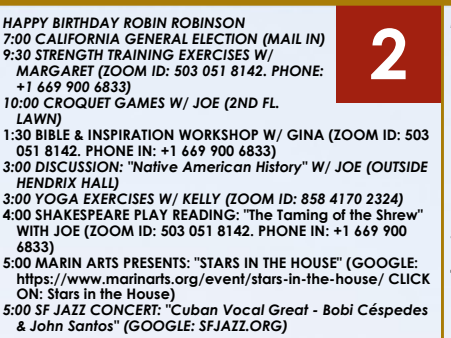 HAPPY BIRTHDAY ROBIN ROBINSON
2
7:00 CALIFORNIA GENERAL ELECTION (MAIL IN)
9:30 STRENGTH TRAINING EXERCISES W/
MARGARET (ZOOM ID: 503 051 8142. PHONE:
+1 669 900 6833)
10:00 CROQUET GAMES W/ JOE (2ND FL.
LAWN)
1:30 BIBLE & INSPIRATION WORKSHOP W/ GINA (ZOOM ID: 503
051 8142. PHONE IN: +1 669 900 6833)
3:00 DISCUSSION: "Native American History" W/ JOE (OUTSIDE
HENDRIX HALL)
3:00 YOGA EXERCISES W/ KELLY (ZOOM ID: 858 4170 2324)
4:00 SHAKESPEARE PLAY READING: "The Taming of the Shrew"
WITH JOE (ZOOM ID: 503 051 8142. PHONE IN: +1 669 900
6833)
5:00 MARIN ARTS PRESENTS: "STARS IN THE HOUSE" (GOOGLE:
https://www.marinarts.org/event/stars-in-the-house/ CLICK
ON: Stars in the House)
5:00 SF JAZZ CONCERT: "Cuban Vocal Great - Bobi Céspedes
& John Santos" (GOOGLE: SFJAZZ.ORG)